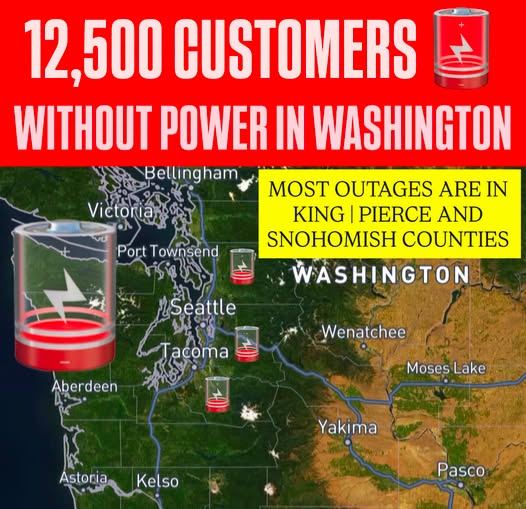 12,500 CUSTOMERS
WITHOUT POWER IN WASHINGTON
MOST OUTAGES ARE IN
KING | PIERCE AND
SNOHOMISH COUNTIES
Bellingham
Victoria
Port Townsend
WASHINGTON
Seattle
Wenatchee
Tacoma
Moses Lake
Aberdeen
Yakima
Pasco
Astoria
Kelso